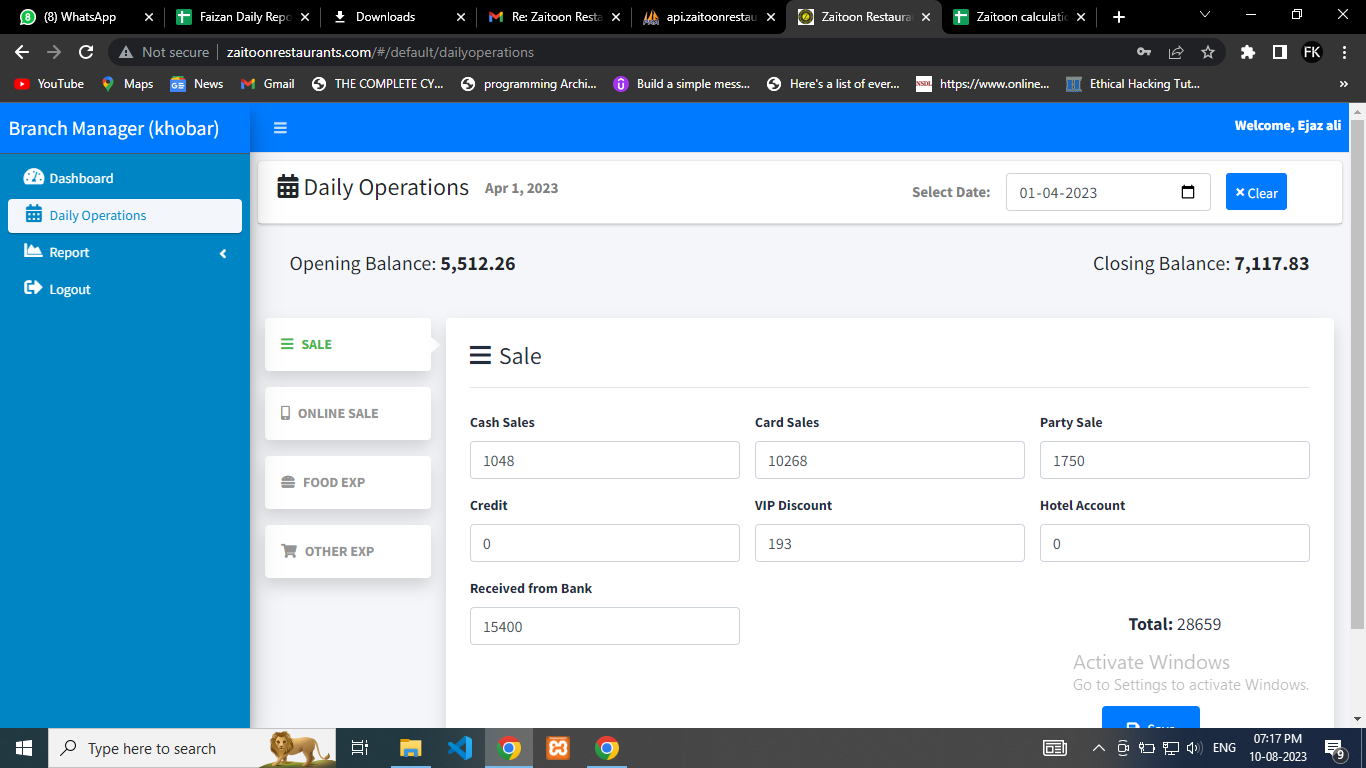 (8) WhatsApp
Faizan Daily Repo
Downloads
Re: Zaitoon Resta
api.zaitoonrestau
Zaitoon Restaura
Zaitoon calculati
Not secure
zaitoonrestaurants.com/#/default/dailyoperations
FK
YouTube
Maps
News
Gmail
THE COMPLETE CY...
programming Archi...
Build a simple mess...
Here's a list of ever...
https://www.online...
Ethical Hacking Tut...
»
Branch Manager (khobar)
Welcome, Ejaz ali
Dashboard
Daily Operations
Report
Logout
Daily Operations Apr 1, 2023
Select Date: 01-04-2023 Clear
Opening Balance: 5,512.26
Closing Balance: 7,117.83
SALE
ONLINE SALE
FOOD EXP
OTHER EXP
Sale
Cash Sales Card Sales Party Sale
1048 10268 1750
Credit VIP Discount Hotel Account
0 193 0
Received from Bank
15400
Total: 28659
Activate Windows
Go to Settings to activate Windows.
Save
Type here to search
ENG
07:17 PM
10-08-2023
9